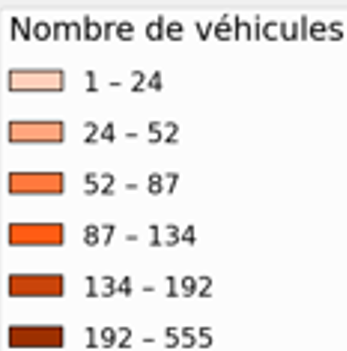 Nombre de véhicules
1 – 24
24 – 52
52 – 87
87 – 134
134 – 192
192 – 555